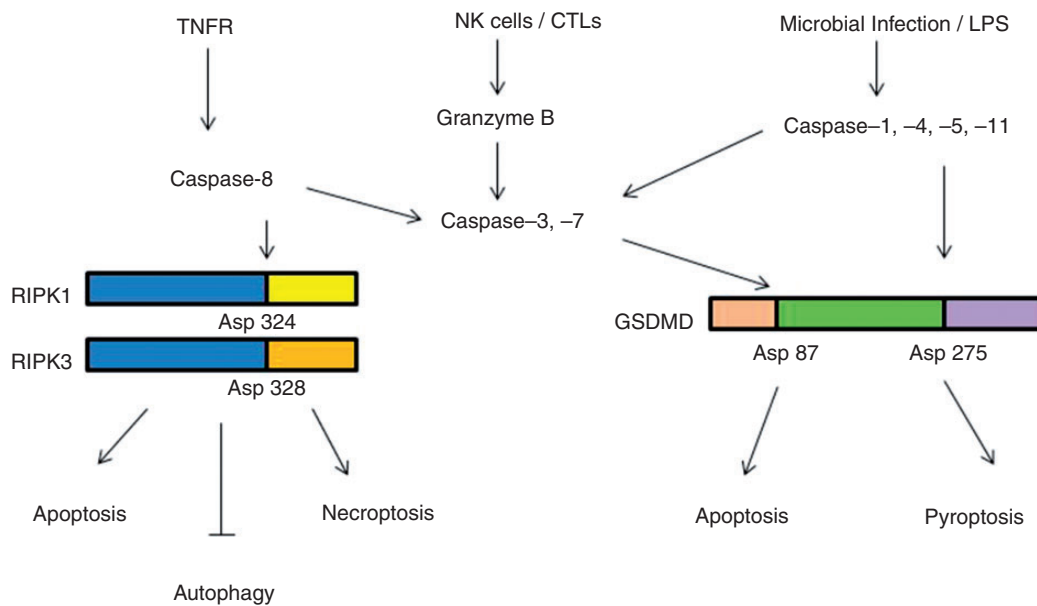 TNFR
NK cells / CTLs
Microbial Infection / LPS
Granzyme B
Caspase–1, –4, –5, –11
Caspase-8
Caspase–3, –7
RIPK1
Asp 324
GSDMD
RIPK3
Asp 328
Asp 87
Asp 275
Apoptosis
Necroptosis
Apoptosis
Pyroptosis
Autophagy